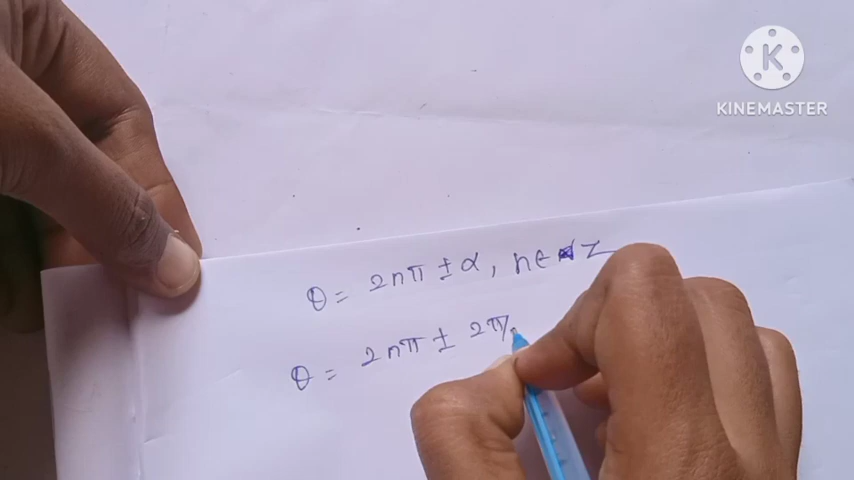 K
KINEMASTER
θ = 2nπ ± α, n ∈ Z
θ = 2nπ ± 2π/